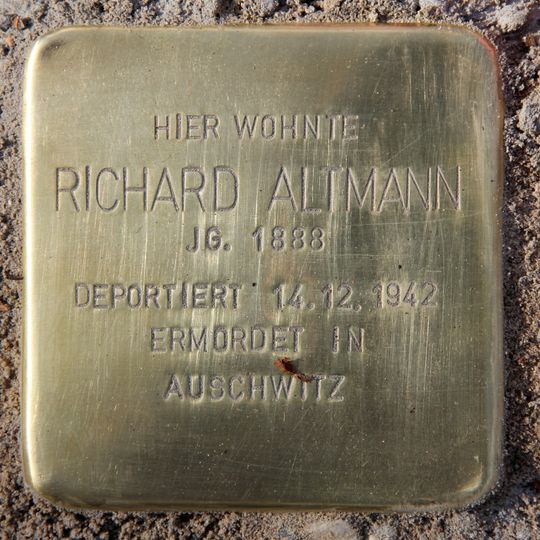 HIER WOHNTE
RICHARD ALTMANN
JG. 1888
DEPORTIERT 14.12.1942
ERMORDET IN
AUSCHWITZ